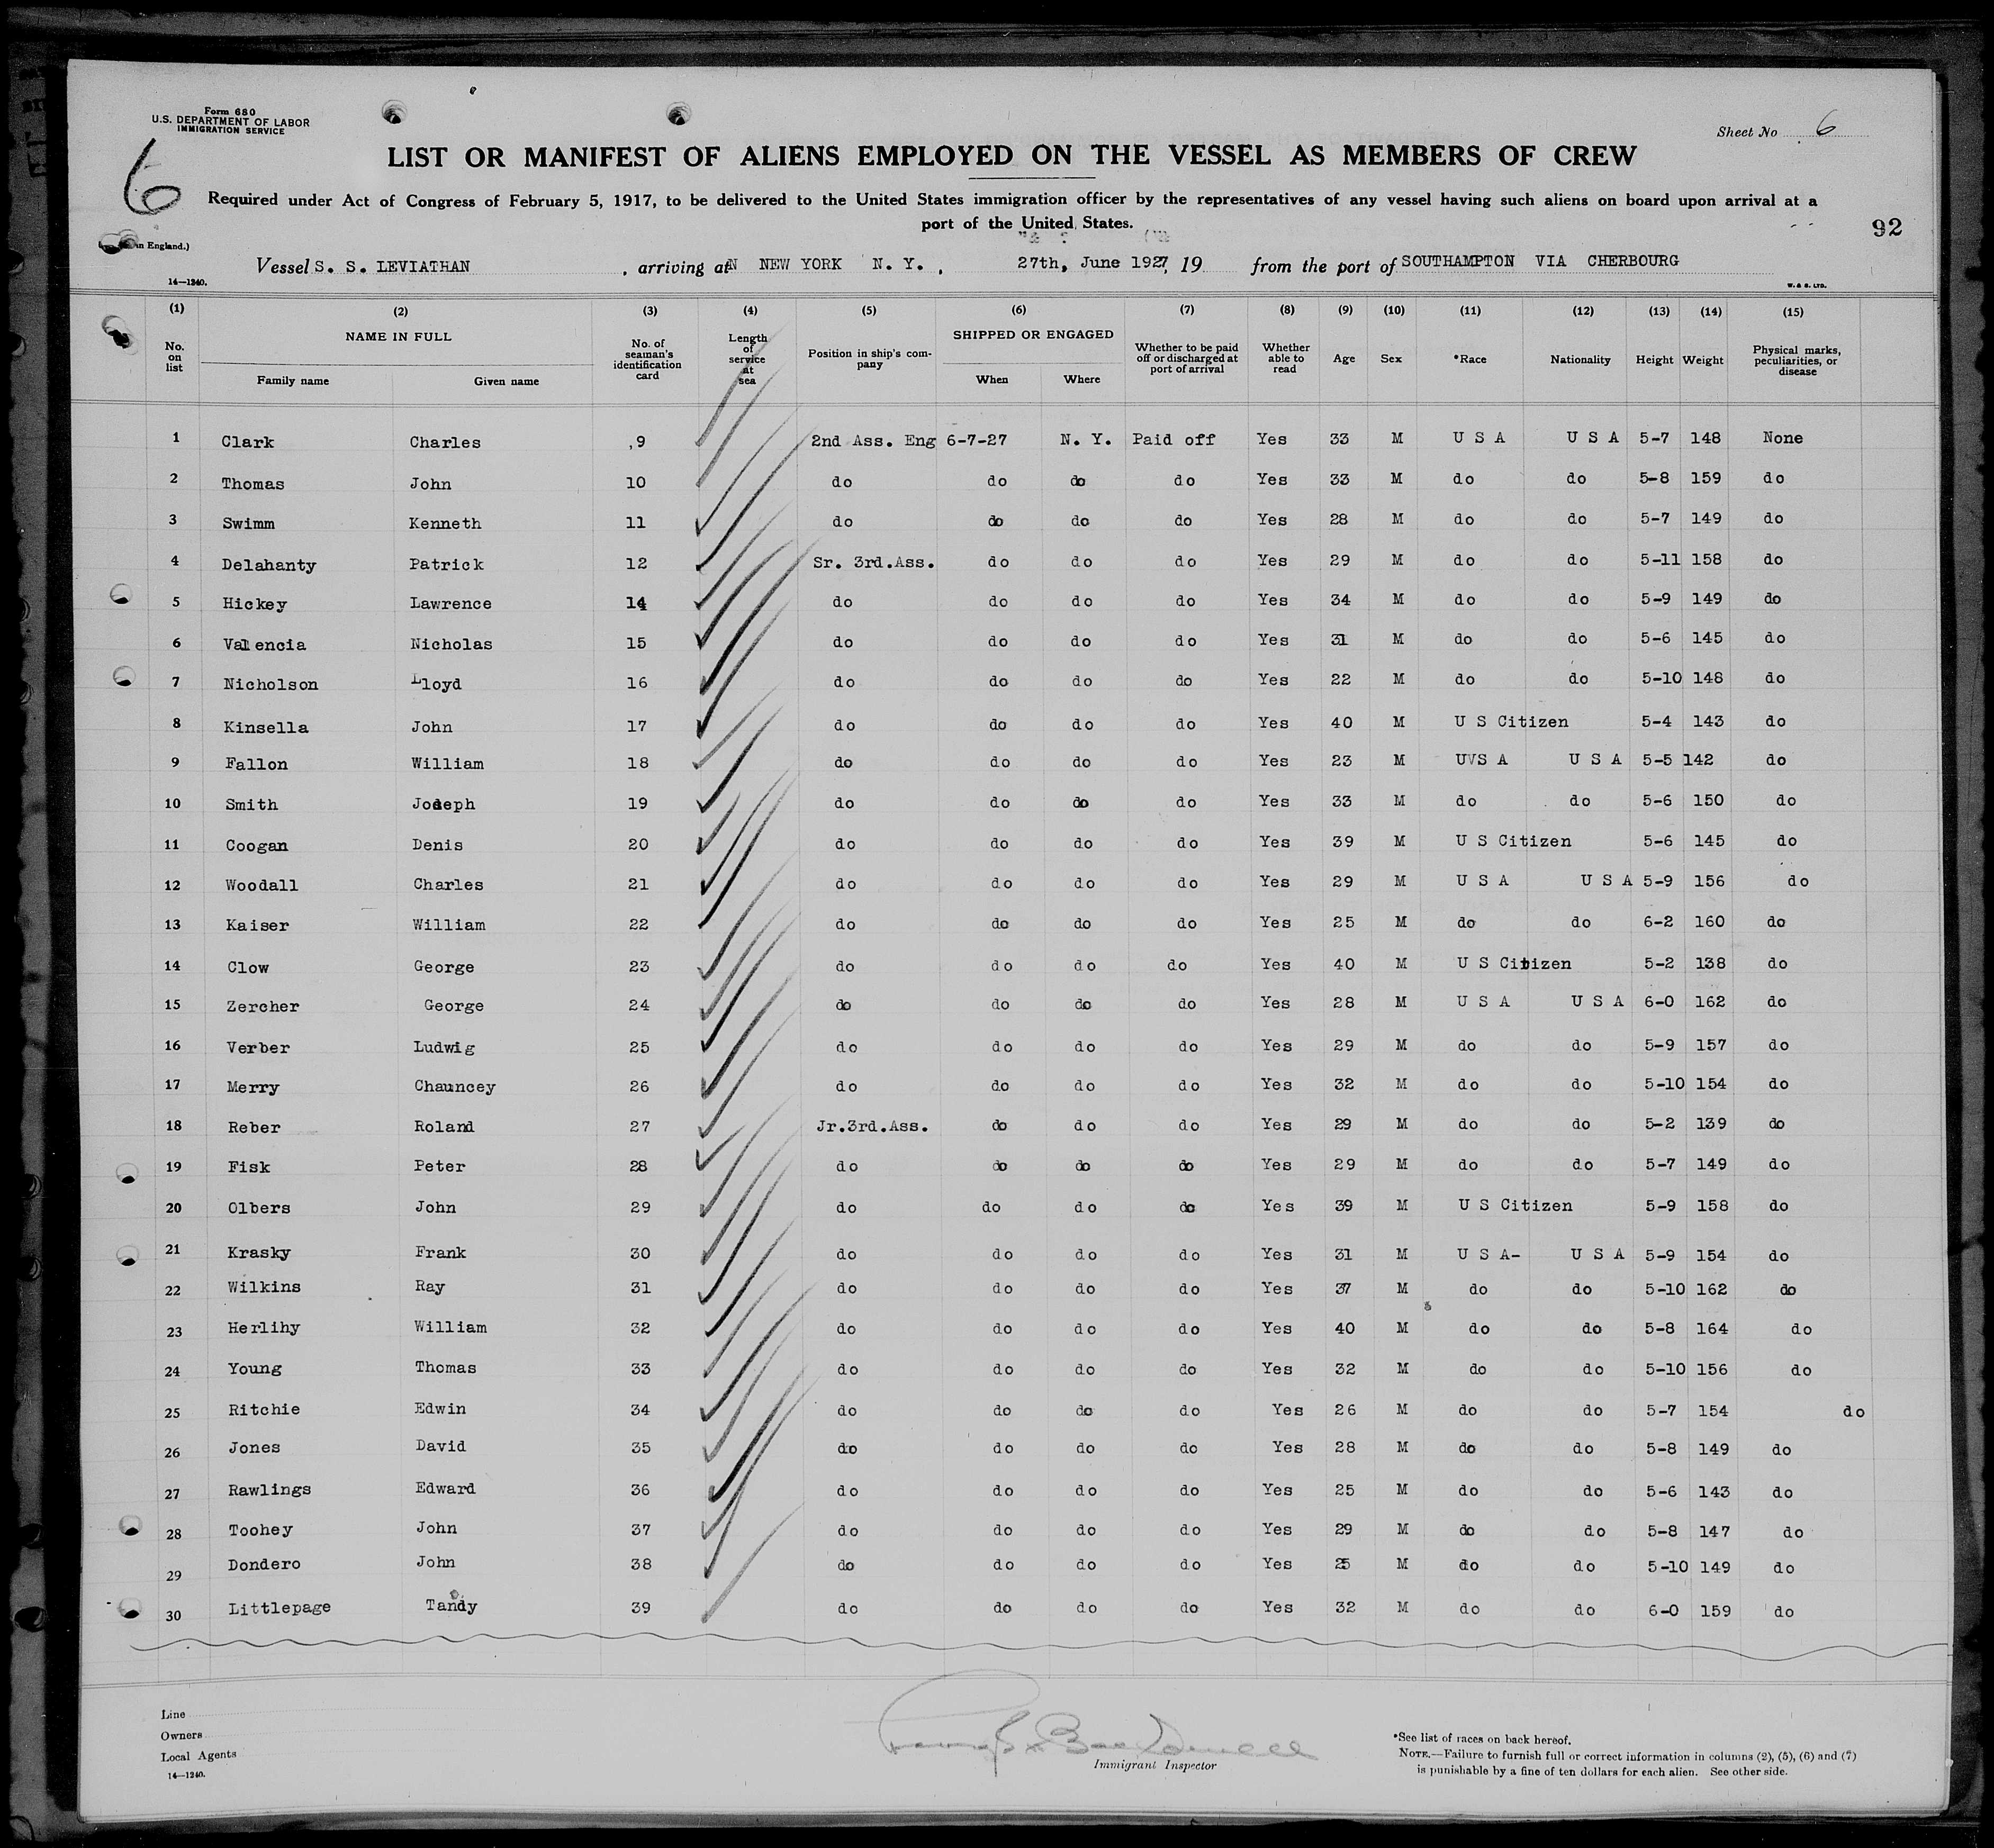 Form 680
U.S. DEPARTMENT OF LABOR
IMMIGRATION SERVICE
Sheet No 6
6
LIST OR MANIFEST OF ALIENS EMPLOYED ON THE VESSEL AS MEMBERS OF CREW
Required under Act of Congress of February 5, 1917, to be delivered to the United States immigration officer by the representatives of any vessel having such aliens on board upon arrival at a
port of the United States.
92
in England.)
Vessel S. S. LEVIATHAN , arriving at N NEW YORK N. Y. , 27th, June 1927, 19 from the port of SOUTHAMPTON VIA CHERBOURG
14—1240.
W. & S. LTD.
(1) (2) (3) (4) (5) (6) (7) (8) (9) (10) (11) (12) (13) (14) (15)
No. on list NAME IN FULL Family name Given name No. of seaman's identification card Length of service at sea Position in ship's company SHIPPED OR ENGAGED When Where Whether to be paid off or discharged at port of arrival Whether able to read Age Sex *Race Nationality Height Weight Physical marks, peculiarities, or disease
1 Clark Charles ,9 2nd Ass. Eng 6-7-27 N. Y. Paid off Yes 33 M U S A U S A 5-7 148 None
2 Thomas John 10 do do do do Yes 33 M do do 5-8 159 do
3 Swimm Kenneth 11 do do do do Yes 28 M do do 5-7 149 do
4 Delahanty Patrick 12 Sr. 3rd.Ass. do do do Yes 29 M do do 5-11 158 do
5 Hickey Lawrence 14 do do do do Yes 34 M do do 5-9 149 do
6 Valencia Nicholas 15 do do do do Yes 31 M do do 5-6 145 do
7 Nicholson Lloyd 16 do do do do Yes 22 M do do 5-10 148 do
8 Kinsella John 17 do do do do Yes 40 M U S Citizen 5-4 143 do
9 Fallon William 18 do do do do Yes 23 M UVS A U S A 5-5 142 do
10 Smith Joseph 19 do do do do Yes 33 M do do 5-6 150 do
11 Coogan Denis 20 do do do do Yes 39 M U S Citizen 5-6 145 do
12 Woodall Charles 21 do do do do Yes 29 M U S A U S A 5-9 156 do
13 Kaiser William 22 do do do do Yes 25 M do do 6-2 160 do
14 Clow George 23 do do do do Yes 40 M U S Citizen 5-2 138 do
15 Zercher George 24 do do do do Yes 28 M U S A U S A 6-0 162 do
16 Verber Ludwig 25 do do do do Yes 29 M do do 5-9 157 do
17 Merry Chauncey 26 do do do do Yes 32 M do do 5-10 154 do
18 Reber Roland 27 Jr.3rd.Ass. do do do Yes 29 M do do 5-2 139 do
19 Fisk Peter 28 do do do do Yes 29 M do do 5-7 149 do
20 Olbers John 29 do do do do Yes 39 M U S Citizen 5-9 158 do
21 Krasky Frank 30 do do do do Yes 31 M U S A- U S A 5-9 154 do
22 Wilkins Ray 31 do do do do Yes 37 M do do 5-10 162 do
23 Herlihy William 32 do do do do Yes 40 M do do 5-8 164 do
24 Young Thomas 33 do do do do Yes 32 M do do 5-10 156 do
25 Ritchie Edwin 34 do do do do Yes 26 M do do 5-7 154 do
26 Jones David 35 do do do do Yes 28 M do do 5-8 149 do
27 Rawlings Edward 36 do do do do Yes 25 M do do 5-6 143 do
28 Toohey John 37 do do do do Yes 29 M do do 5-8 147 do
29 Dondero John 38 do do do do Yes 25 M do do 5-10 149 do
30 Littlepage Tandy 39 do do do do Yes 32 M do do 6-0 159 do
Line
Owners
Local Agents
14—1240.
Immigrant Inspector
*See list of races on back hereof.
NOTE.—Failure to furnish full or correct information in columns (2), (5), (6) and (7)
is punishable by a fine of ten dollars for each alien. See other side.